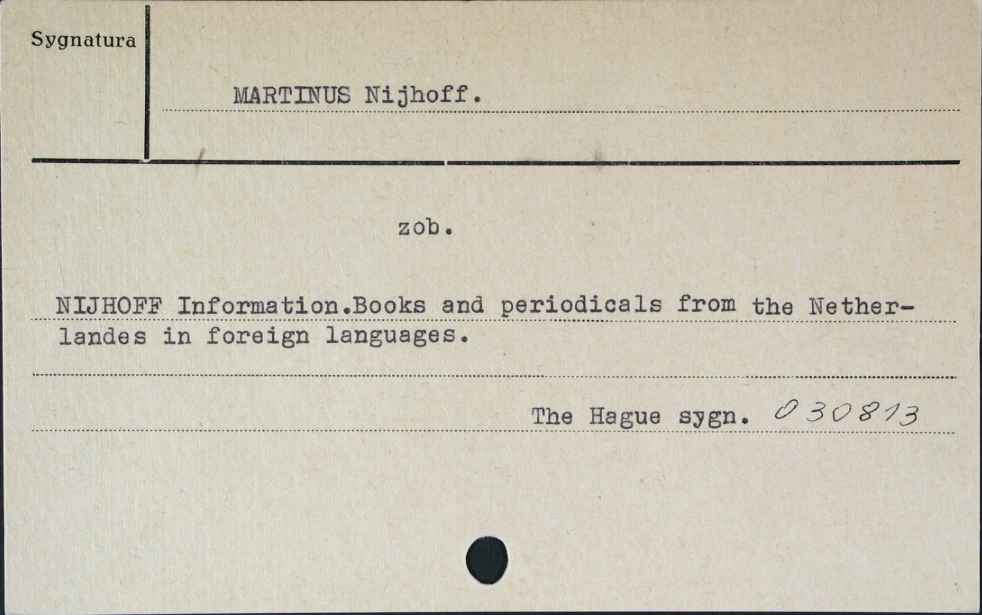 Sygnatura
MARTINUS Nijhoff.
zob.
NIJHOFF Information.Books and periodicals from the Nether-
landes in foreign languages.
The Hague sygn. 030813